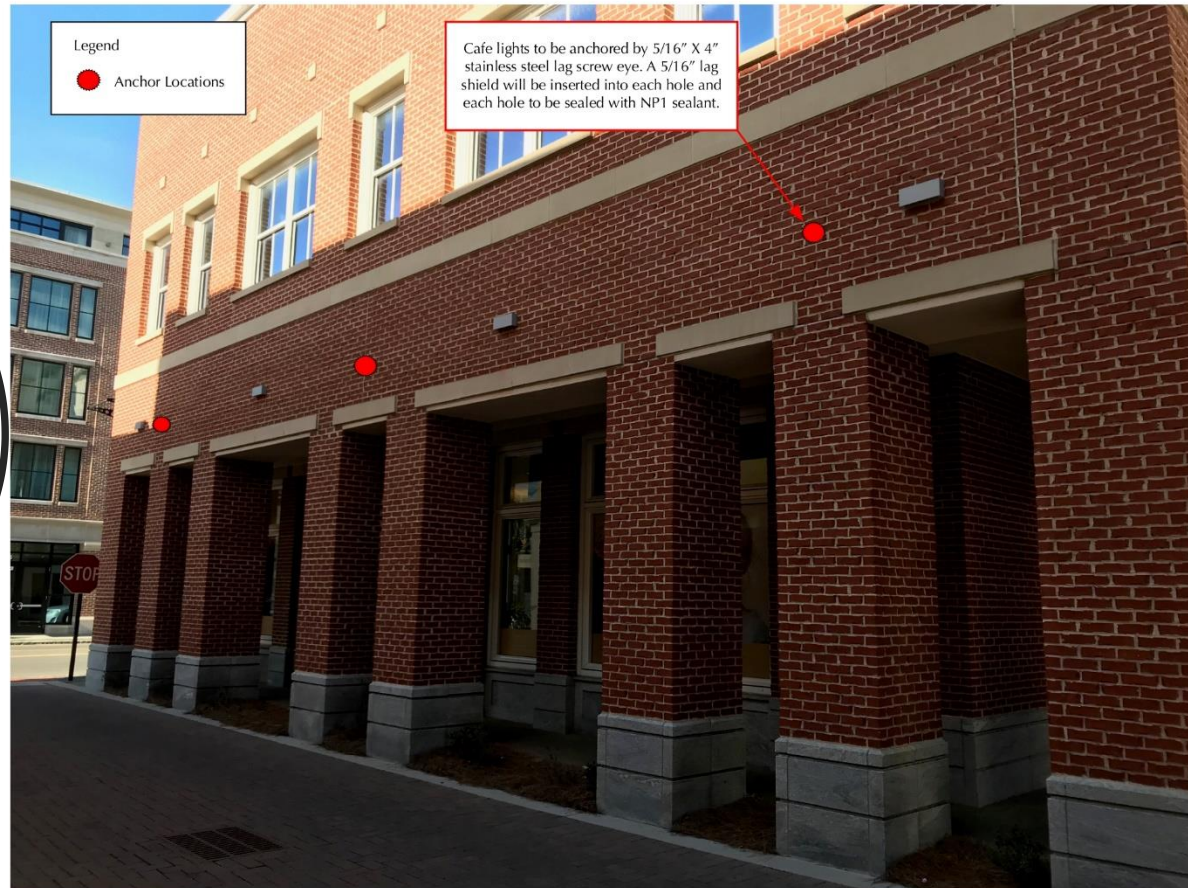 Legend
Anchor Locations
Cafe lights to be anchored by 5/16" X 4"
stainless steel lag screw eye. A 5/16" lag
shield will be inserted into each hole and
each hole to be sealed with NP1 sealant.
STOP